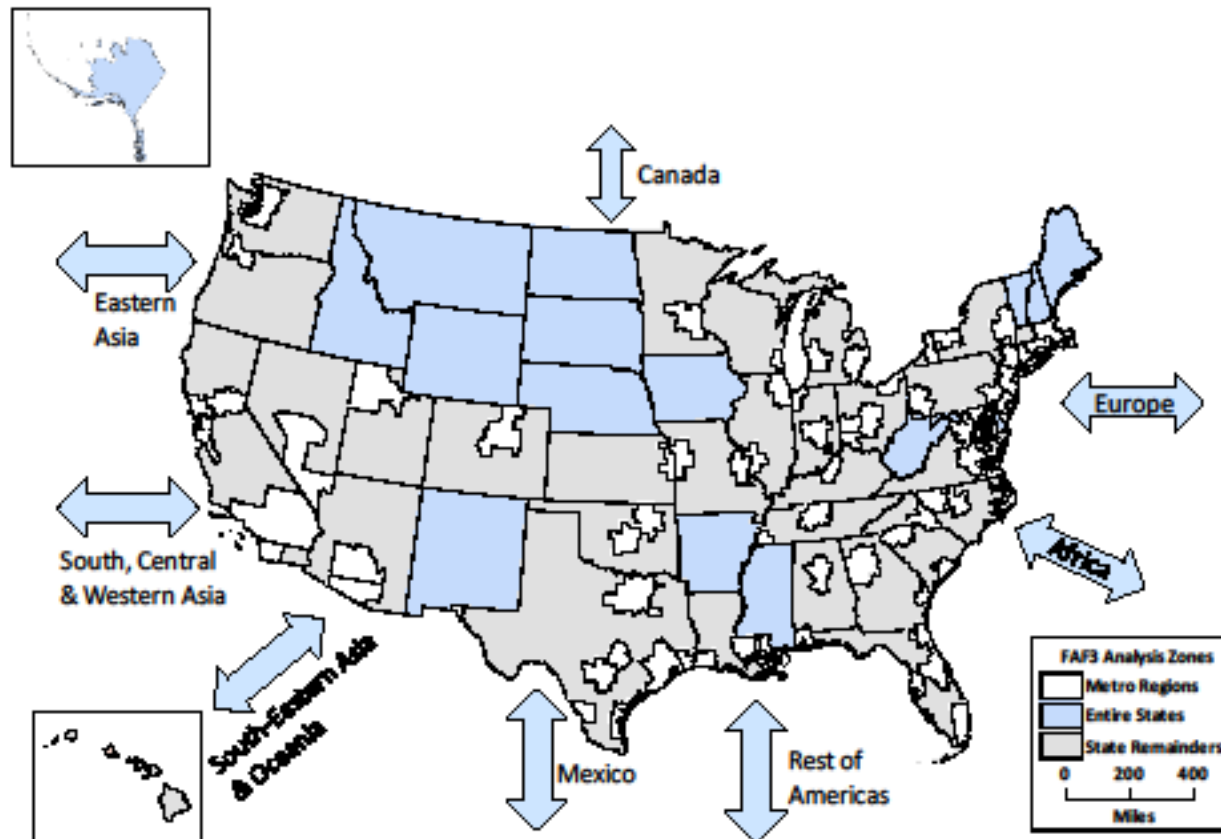 Canada
Eastern
Asia
Europe
South, Central
& Western Asia
Africa
South-Eastern Asia
& Oceania
Mexico
Rest of
Americas
FAF3 Analysis Zones
Metro Regions
Entire States
State Remainders
0 200 400
Miles